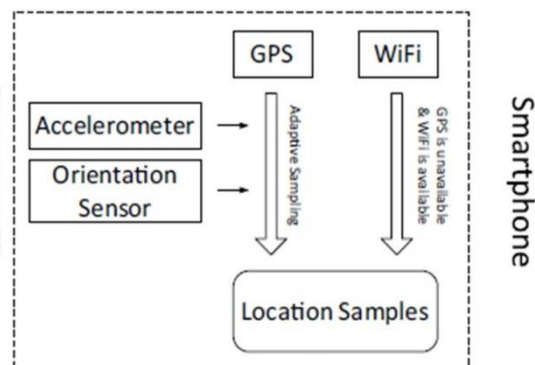 GPS
WiFi
Accelerometer
Orientation
Sensor
Adaptive Sampling
GPS is unavailable
& WiFi is available
Location Samples
Smartphone